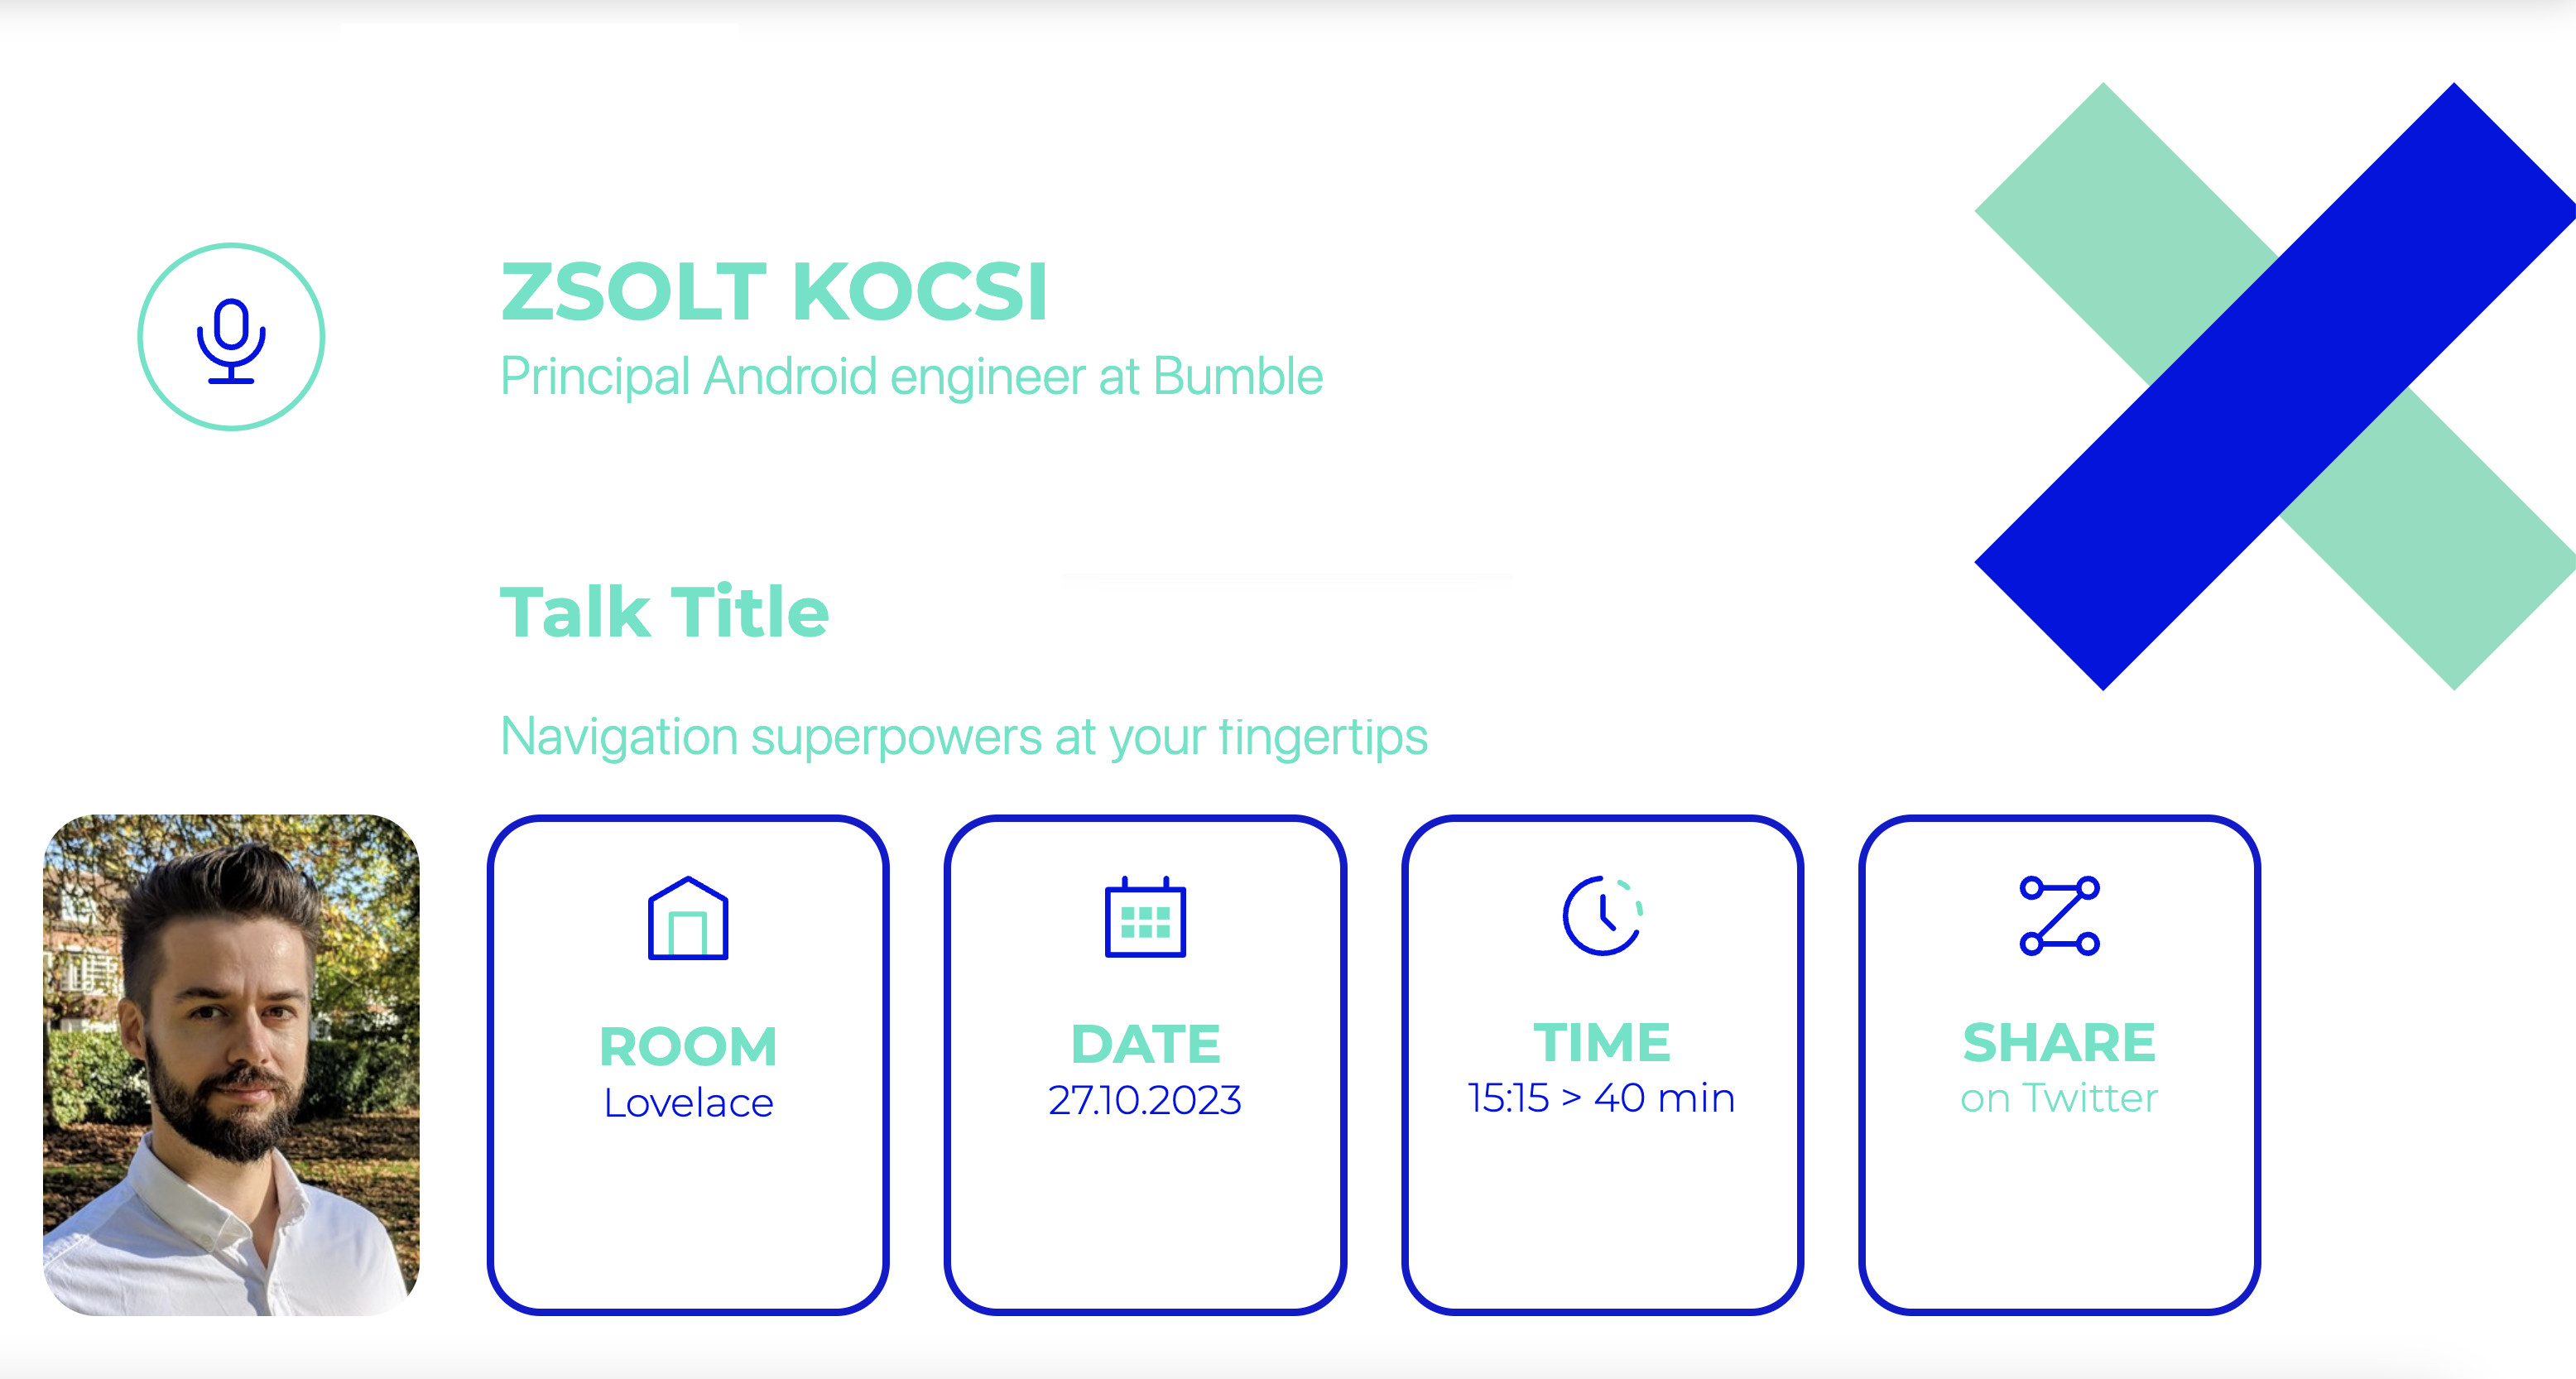 ZSOLT KOCSI
Principal Android engineer at Bumble
Talk Title
Navigation superpowers at your fingertips
ROOM
Lovelace
DATE
27.10.2023
TIME
15:15 > 40 min
SHARE
on Twitter